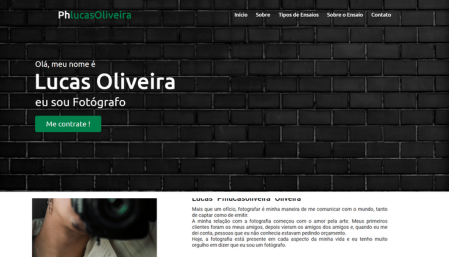 PhlucasOliveira
Início Sobre Tipos de Ensaios Sobre o Ensaio Contato
Olá, meu nome é
Lucas Oliveira
eu sou Fotógrafo
Me contrate !
Lucas "Phlucasoliveira" Oliveira
Mais que um ofício, fotografar é minha maneira de me comunicar com o mundo, tanto
de captar como de emitir.
A minha relação com a fotografia começou com o amor pela arte. Meus primeiros
clientes foram os meus amigos, depois vieram os amigos dos amigos e, quando eu me
dei conta, pessoas que eu não conhecia estavam pedindo orçamento.
Hoje, a fotografia está presente em cada aspecto da minha vida e eu tenho muito
orgulho em dizer que eu sou um fotógrafo.